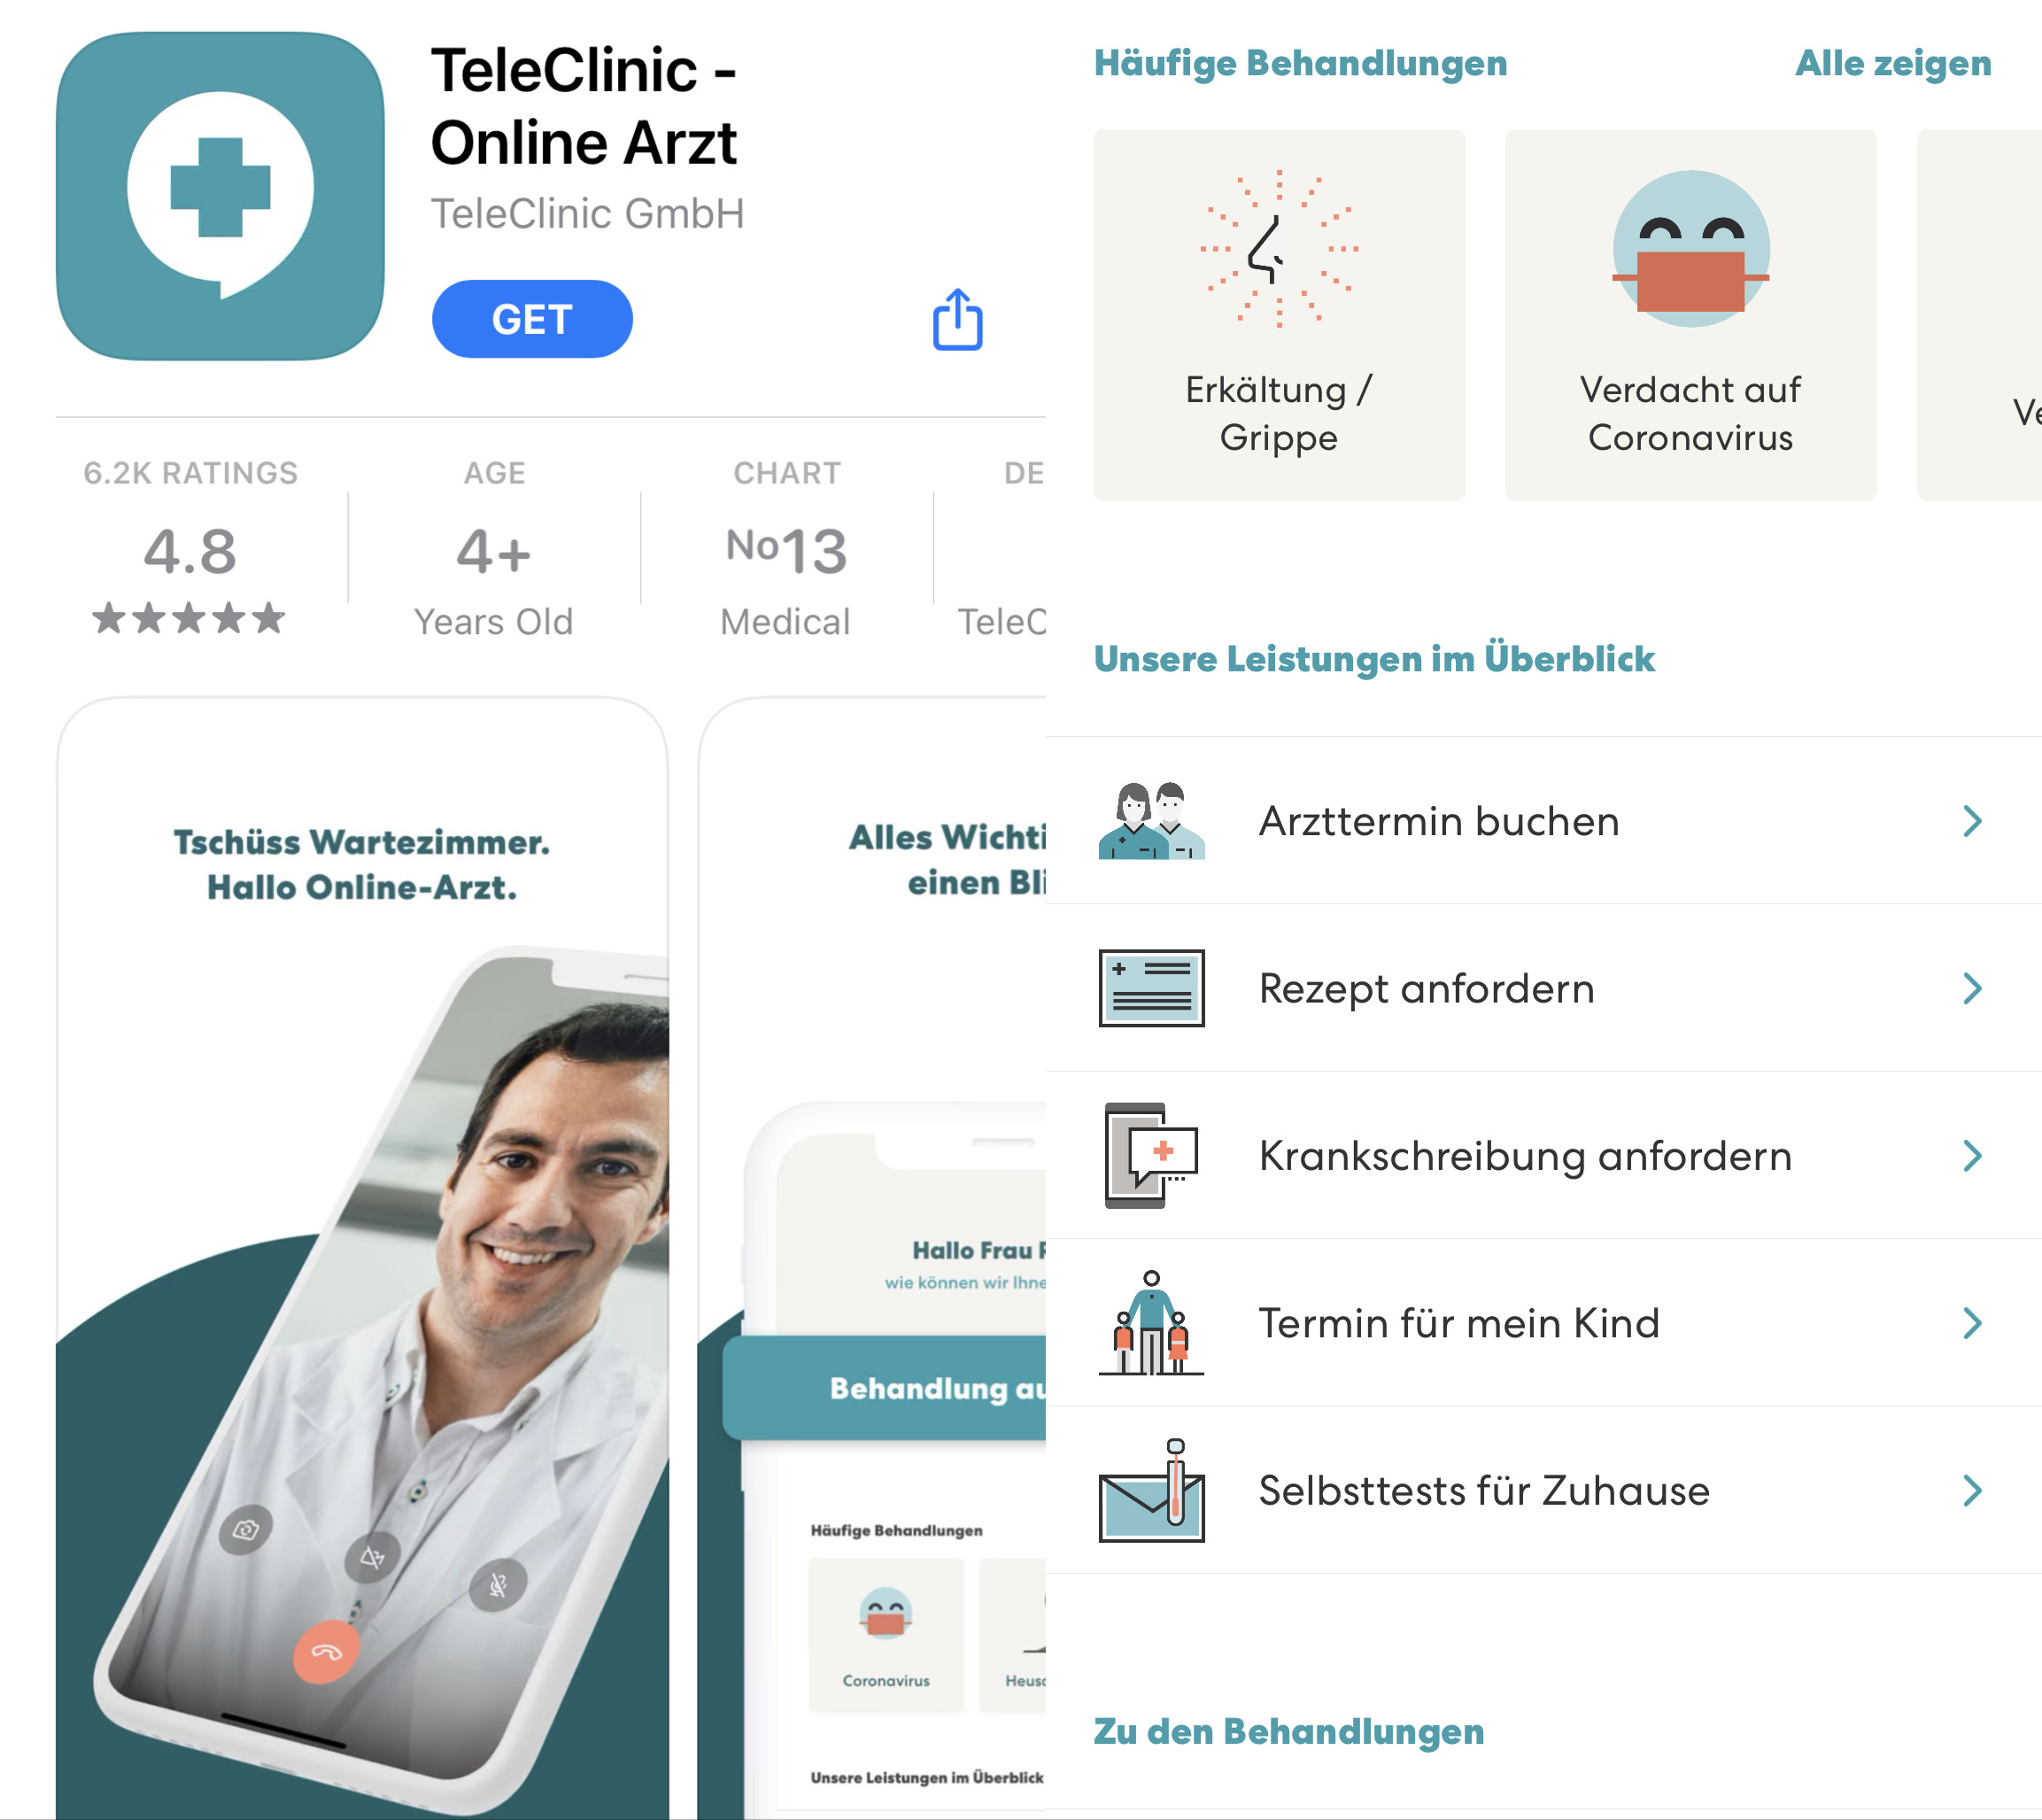 TeleClinic -
Online Arzt
TeleClinic GmbH
GET
6.2K RATINGS
4.8
AGE
4+
Years Old
CHART
No13
Medical
DE
TeleC
Tschüss Wartezimmer.
Hallo Online-Arzt.
Alles Wichti
einen Bli
Hallo Frau
wie können wir Ihne
Behandlung au
Häufige Behandlungen
Coronavirus
Heus
Unsere Leistungen im Überblick
Häufige Behandlungen
Alle zeigen
Erkältung /
Grippe
Verdacht auf
Coronavirus
Ve
Unsere Leistungen im Überblick
Arzttermin buchen
Rezept anfordern
Krankschreibung anfordern
Termin für mein Kind
Selbsttests für Zuhause
Zu den Behandlungen